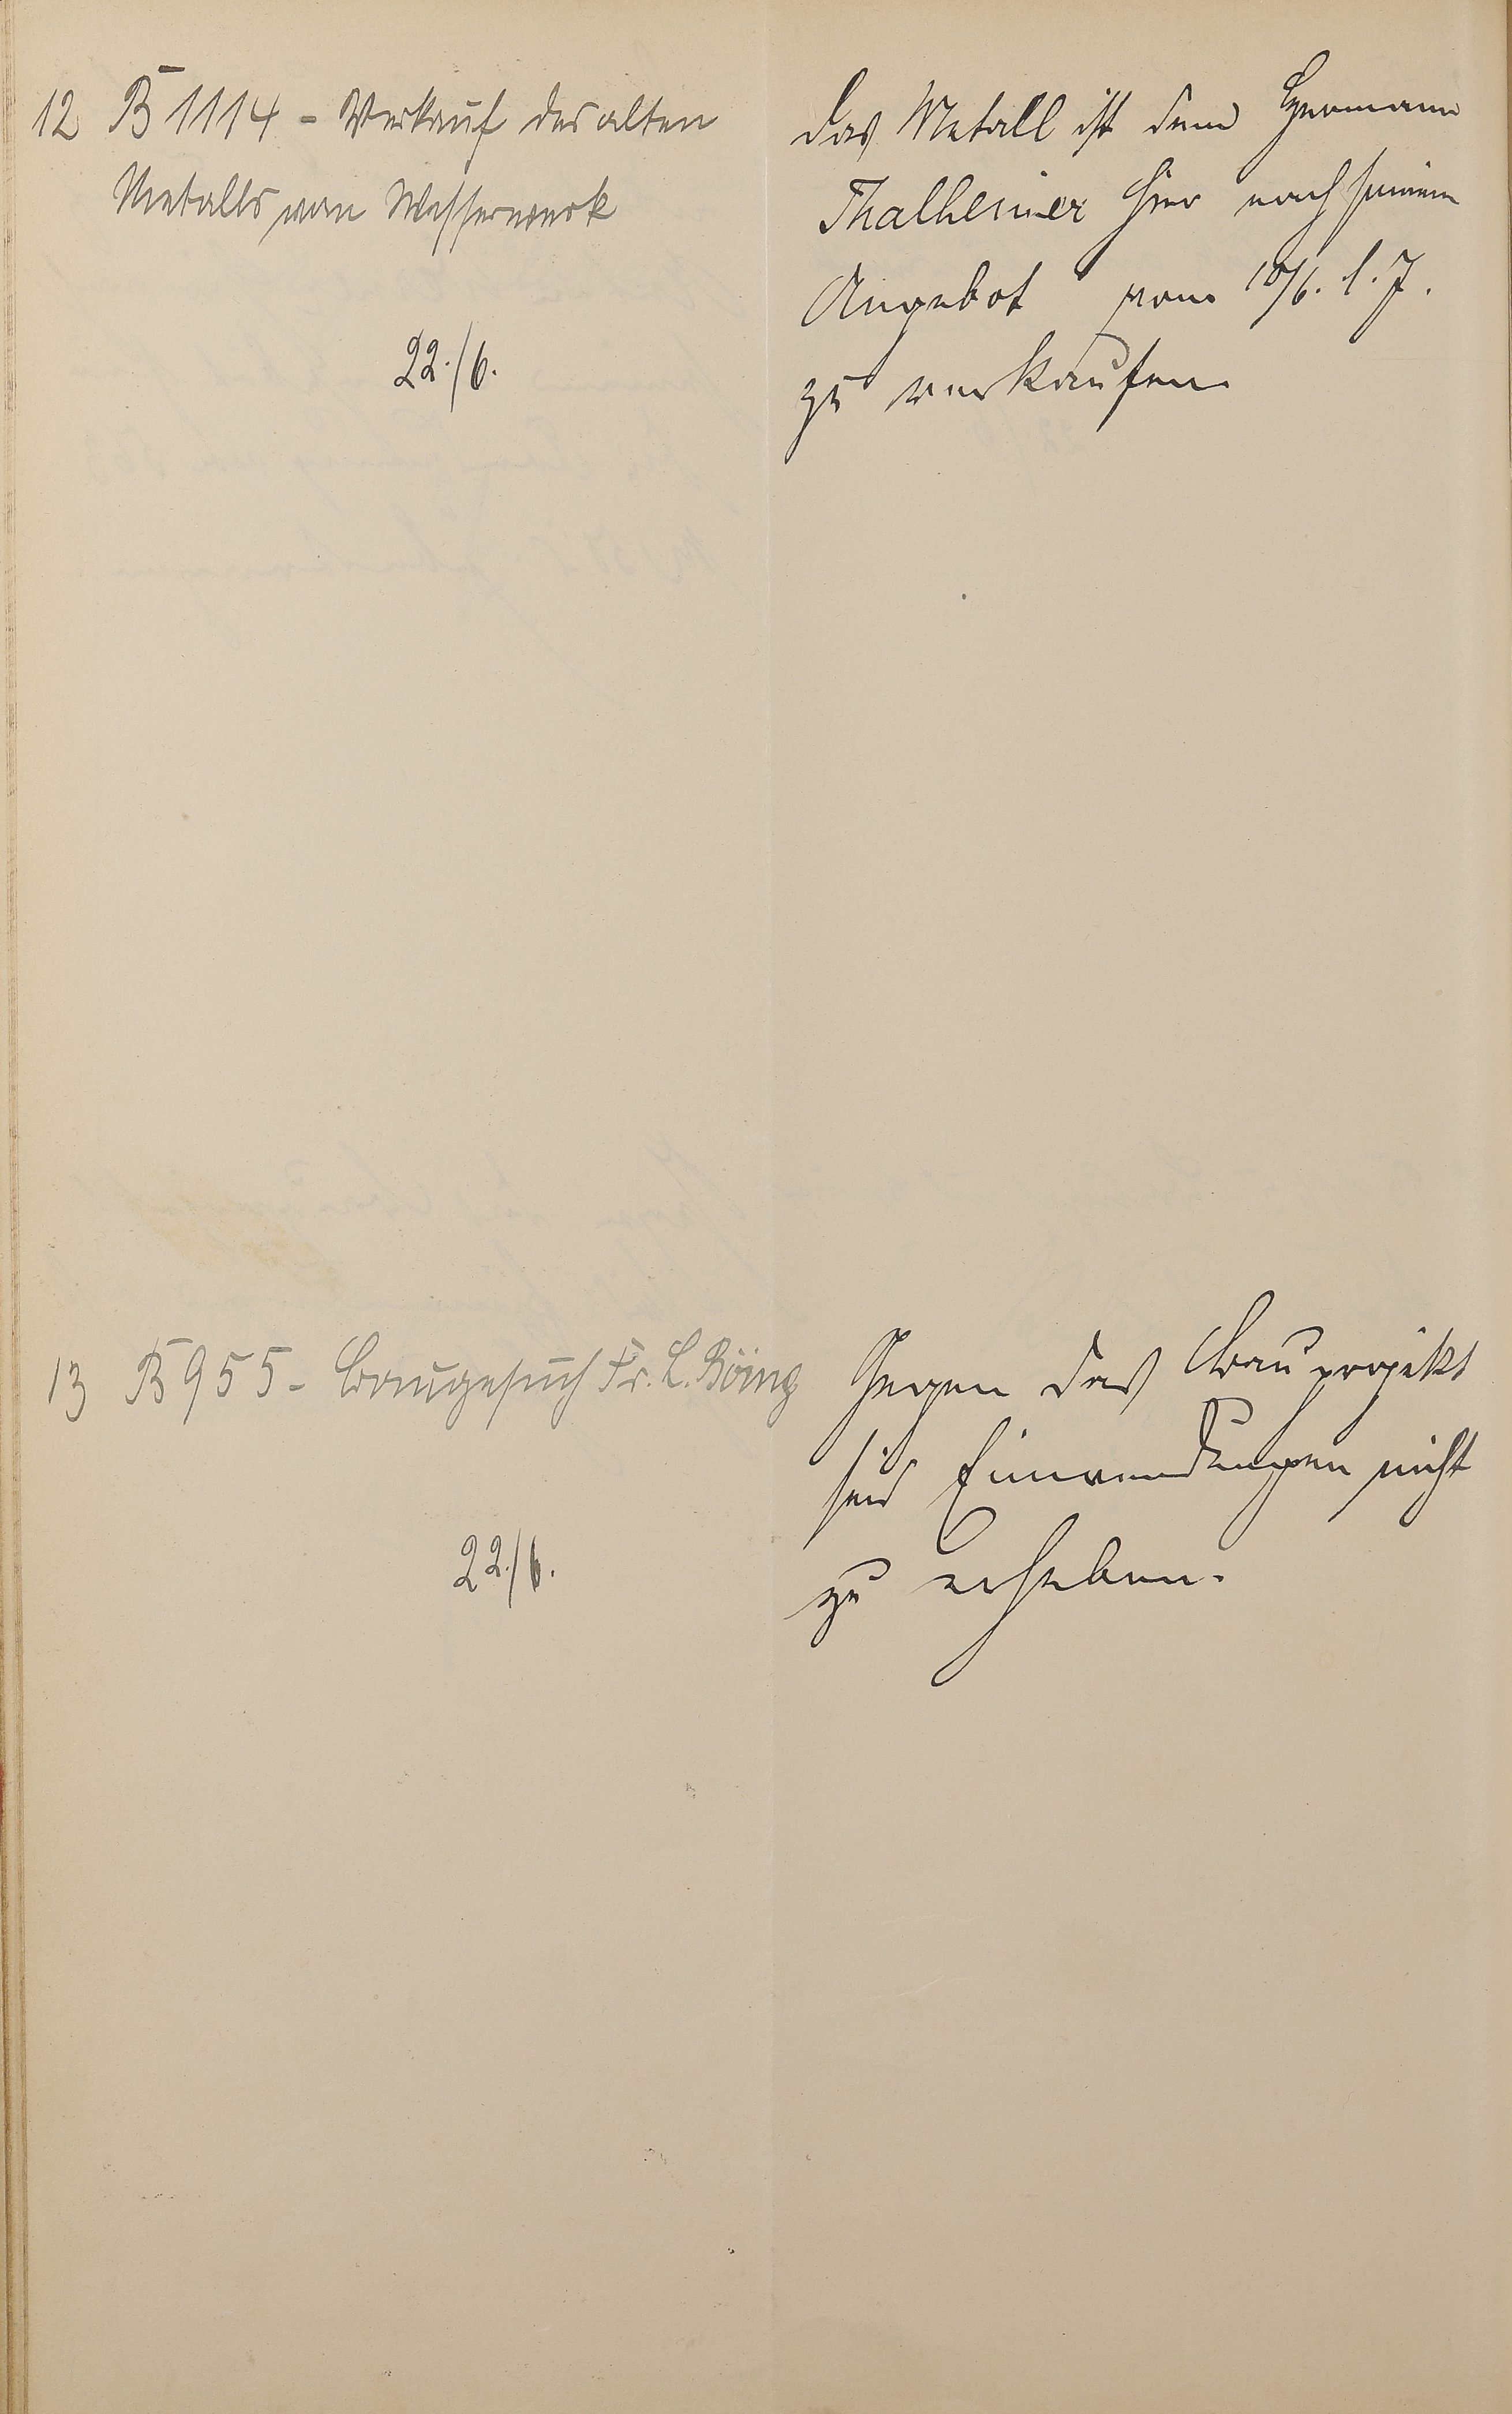 12 B 1114 - Verkauf des alten
Metalls vom Wasserwerk
22./6.
Das Metall ist dem Hermann
Thalheimer hier nach seinem
Angebot vom 10/6. l. J.
zu verkaufen.
13 B 955 - Baugesuch Fr. L. Böing
22./6.
Gegen das Bauprojekt
sind Einwendungen nicht
zu erheben.